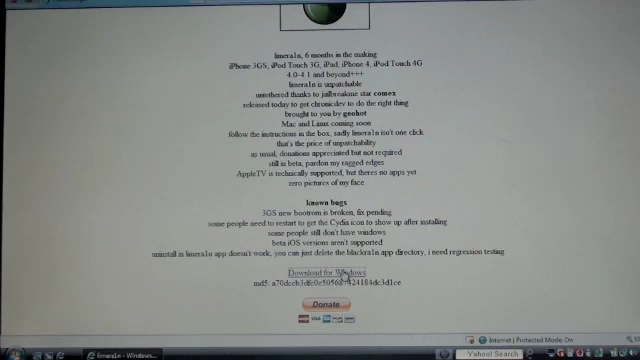 limera1n, 6 months in the making
iPhone 3GS, iPod Touch 3G, iPad, iPhone 4, iPod Touch 4G
4.0-4.1 and beyond+++
limera1n is unpatchable
untethered thanks to jailbreakme star comex
released today to get chronicdev to do the right thing
brought to you by geohot
Mac and Linux coming soon
follow the instructions in the box, sadly limera1n isn't one click
that's the price of unpatchability
as usual, donations appreciated but not required
still in beta, pardon my ragged edges
AppleTV is technically supported, but theres no apps yet
zero pictures of my face
known bugs
3GS new bootrom is broken, fix pending
some people need to restart to get the Cydia icon to show up after installing
some people still don't have windows
beta iOS versions aren't supported
uninstall in limera1n app doesn't work, you can just delete the blackra1n.app directory, i need regression testing
Download for Windows
md5:
Donate
VISA
Internet | Protected Mode: On
limera1n - Windows...
Yahoo! Search